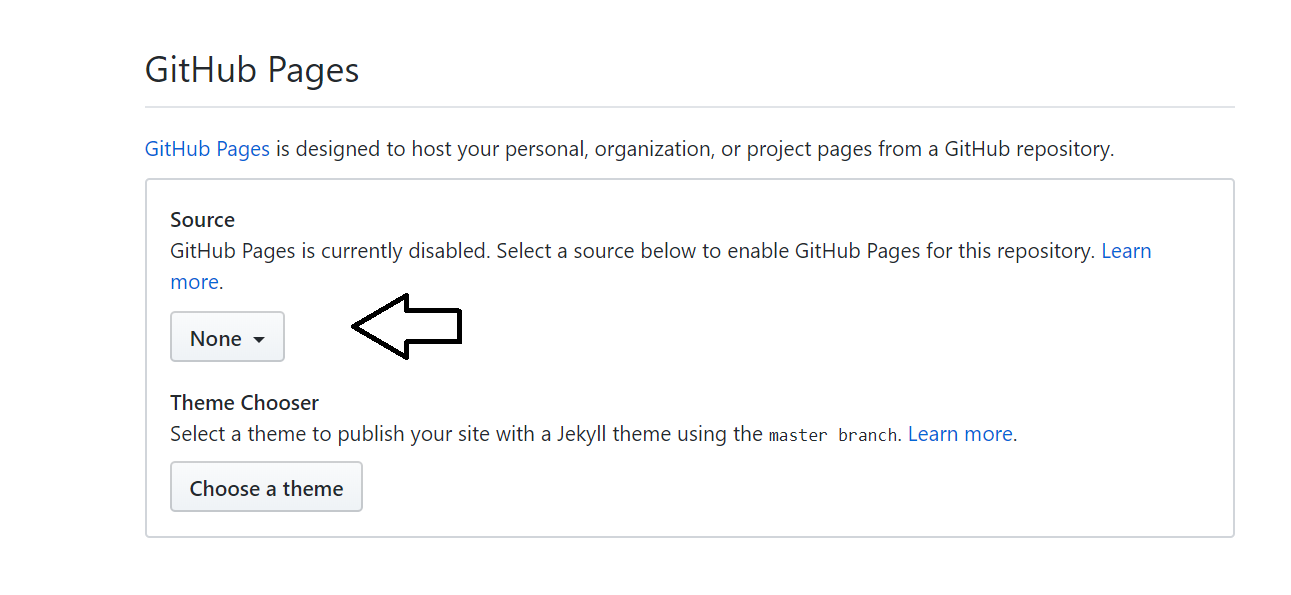 GitHub Pages
GitHub Pages is designed to host your personal, organization, or project pages from a GitHub repository.
Source
GitHub Pages is currently disabled. Select a source below to enable GitHub Pages for this repository. Learn
more.
None
Theme Chooser
Select a theme to publish your site with a Jekyll theme using the master branch. Learn more.
Choose a theme